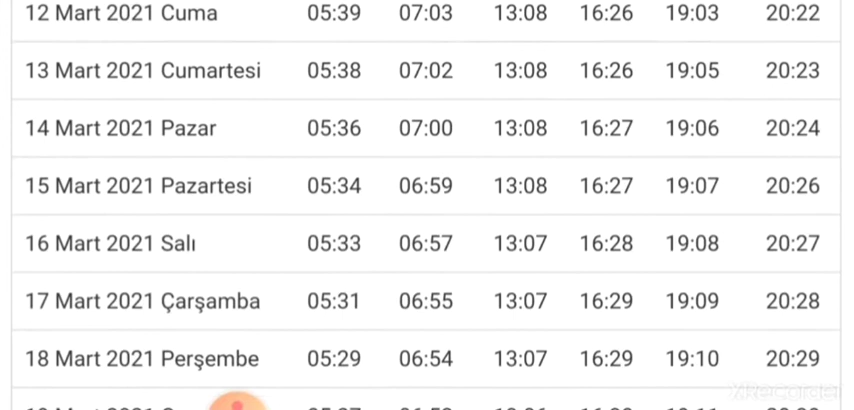 12 Mart 2021 Cuma 05:39 07:03 13:08 16:26 19:03 20:22
13 Mart 2021 Cumartesi 05:38 07:02 13:08 16:26 19:05 20:23
14 Mart 2021 Pazar 05:36 07:00 13:08 16:27 19:06 20:24
15 Mart 2021 Pazartesi 05:34 06:59 13:08 16:27 19:07 20:26
16 Mart 2021 Salı 05:33 06:57 13:07 16:28 19:08 20:27
17 Mart 2021 Çarşamba 05:31 06:55 13:07 16:29 19:09 20:28
18 Mart 2021 Perşembe 05:29 06:54 13:07 16:29 19:10 20:29
XRecorder